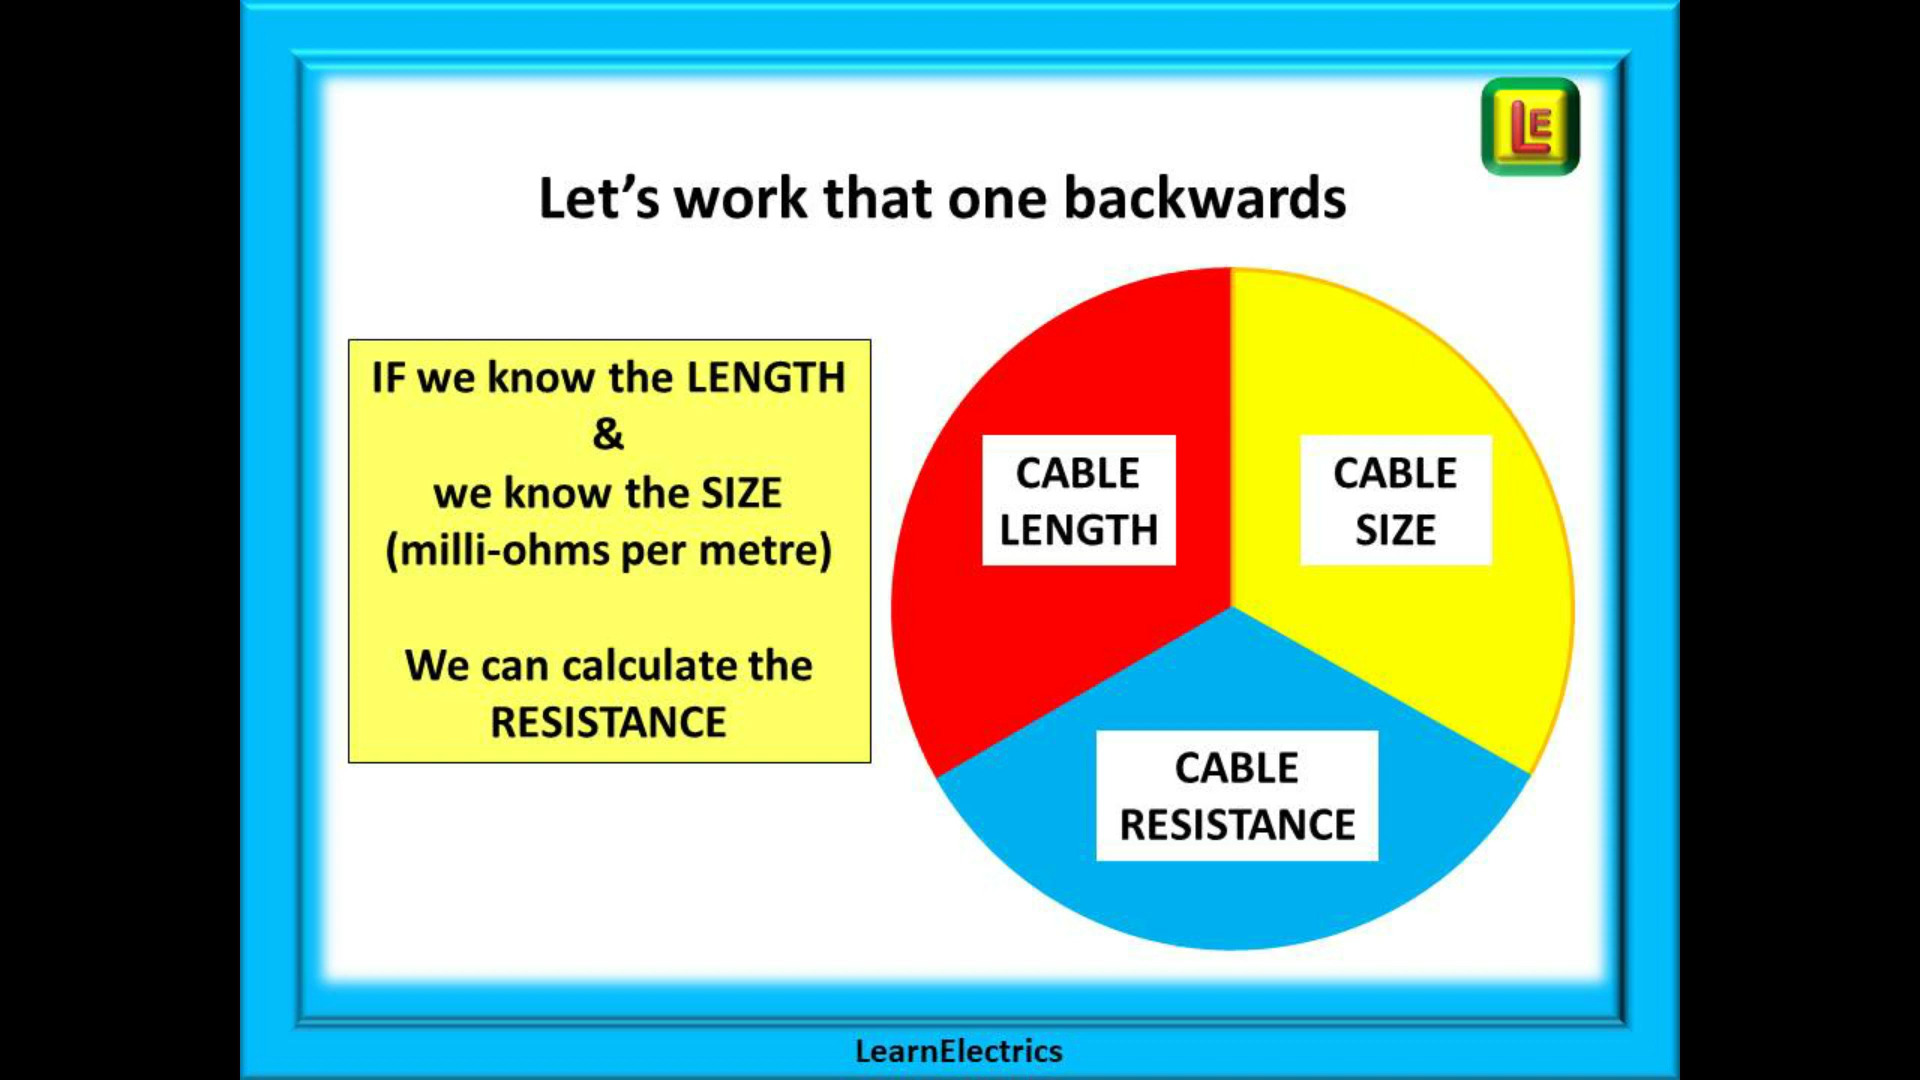 LE
Let’s work that one backwards
IF we know the LENGTH
&
we know the SIZE
(milli-ohms per metre)
We can calculate the
RESISTANCE
CABLE
LENGTH
CABLE
SIZE
CABLE
RESISTANCE
LearnElectrics